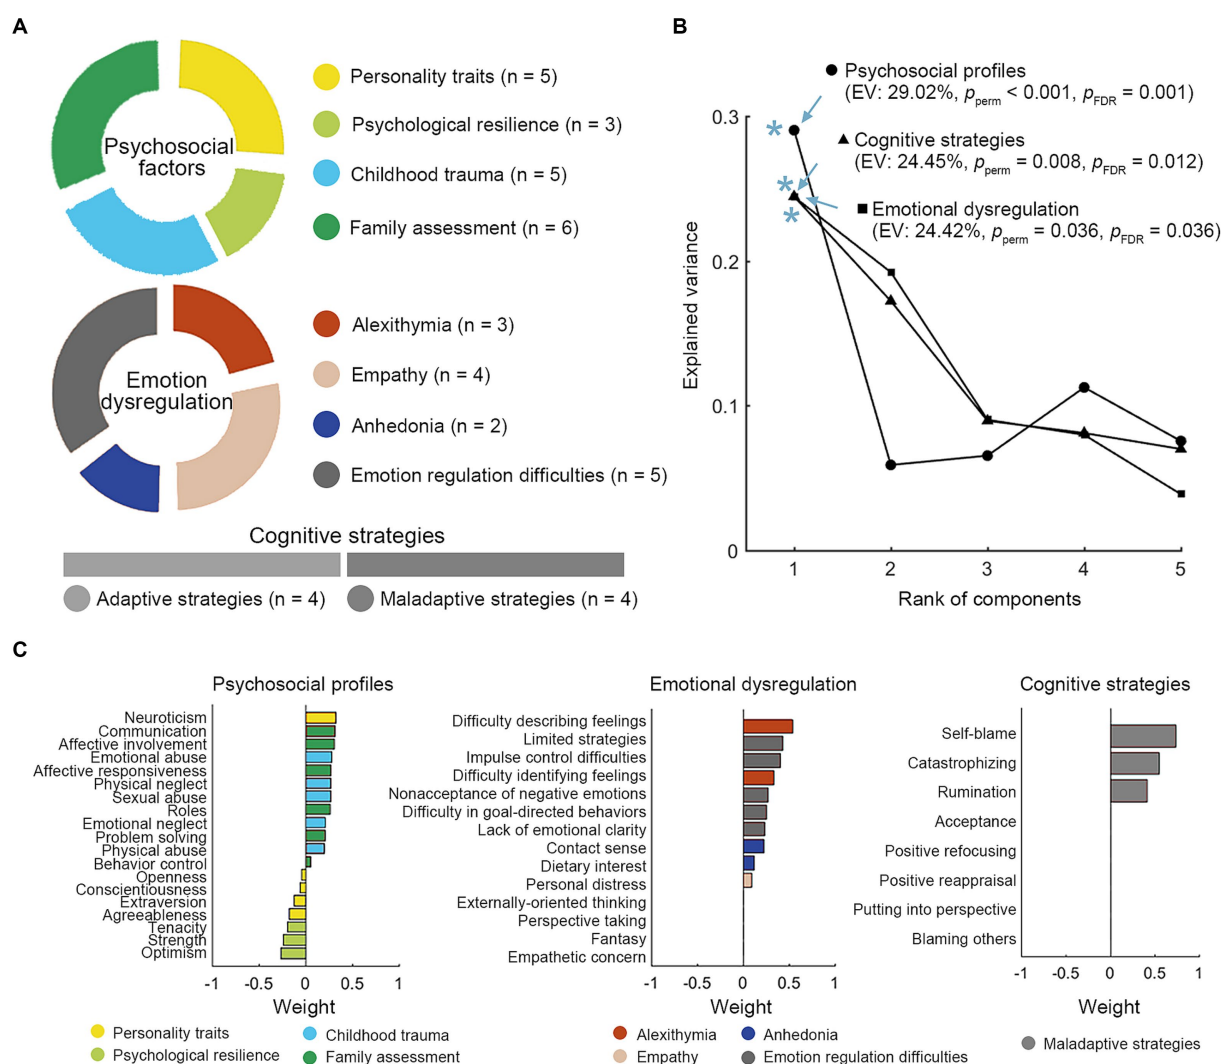 A
Psychosocial
factors
Personality traits (n = 5)
Psychological resilience (n = 3)
Childhood trauma (n = 5)
Family assessment (n = 6)
Emotion
dysregulation
Alexithymia (n = 3)
Empathy (n = 4)
Anhedonia (n = 2)
Emotion regulation difficulties (n = 5)
Cognitive strategies
Adaptive strategies (n = 4)
Maladaptive strategies (n = 4)
B
Psychosocial profiles
(EV: 29.02%, pperm < 0.001, pFDR = 0.001)
Cognitive strategies
(EV: 24.45%, pperm = 0.008, pFDR = 0.012)
Emotional dysregulation
(EV: 24.42%, pperm = 0.036, pFDR = 0.036)
*
*
*
Explained variance
0.3
0.2
0.1
0
1 2 3 4 5
Rank of components
C
Psychosocial profiles
Neuroticism
Communication
Affective involvement
Emotional abuse
Affective responsiveness
Physical neglect
Sexual abuse
Roles
Emotional neglect
Problem solving
Physical abuse
Behavior control
Openness
Conscientiousness
Extraversion
Agreeableness
Tenacity
Strength
Optimism
-1 -0.5 0 0.5 1
Weight
Personality traits
Psychological resilience
Childhood trauma
Family assessment
Emotional dysregulation
Difficulty describing feelings
Limited strategies
Impulse control difficulties
Difficulty identifying feelings
Nonacceptance of negative emotions
Difficulty in goal-directed behaviors
Lack of emotional clarity
Contact sense
Dietary interest
Personal distress
Externally-oriented thinking
Perspective taking
Fantasy
Empathetic concern
-1 -0.5 0 0.5 1
Weight
Alexithymia
Empathy
Anhedonia
Emotion regulation difficulties
Cognitive strategies
Self-blame
Catastrophizing
Rumination
Acceptance
Positive refocusing
Positive reappraisal
Putting into perspective
Blaming others
-1 -0.5 0 0.5 1
Weight
Maladaptive strategies